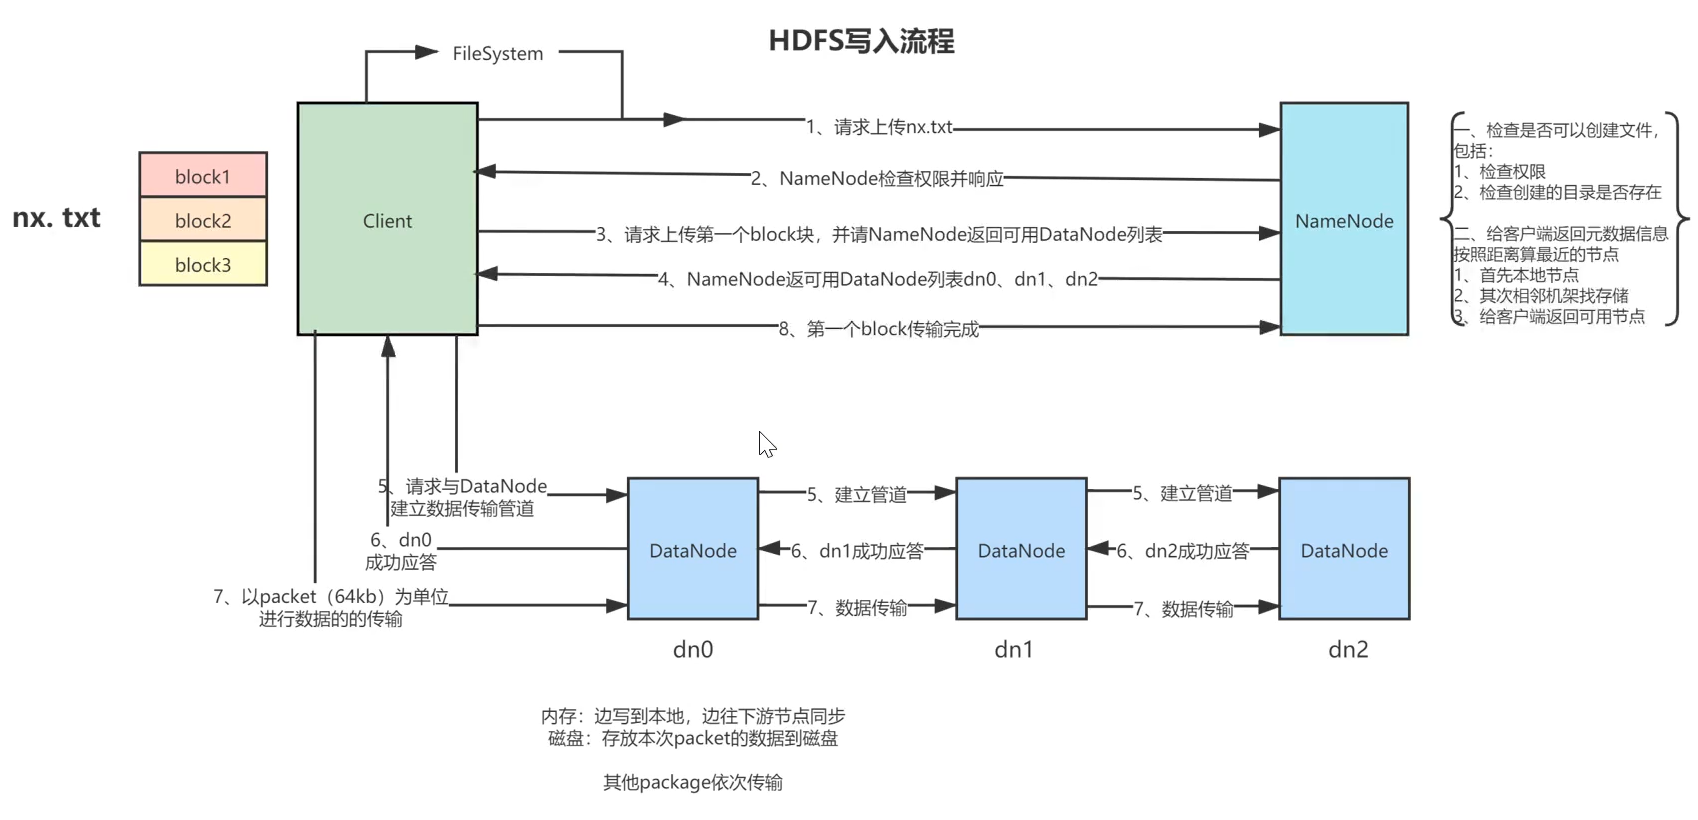 HDFS写入流程
FileSystem
1、请求上传nx.txt
2、NameNode检查权限并响应
3、请求上传第一个block块，并请NameNode返回可用DataNode列表
4、NameNode返可用DataNode列表dn0、dn1、dn2
8、第一个block传输完成
nx. txt
block1
block2
block3
Client
NameNode
一、检查是否可以创建文件，
包括：
1、检查权限
2、检查创建的目录是否存在
二、给客户端返回元数据信息
按照距离算最近的节点
1、首先本地节点
2、其次相邻机架找存储
3、给客户端返回可用节点
5、请求与DataNode
建立数据传输管道
6、dn0
成功应答
7、以packet（64kb）为单位
进行数据的的传输
DataNode
5、建立管道
6、dn1成功应答
7、数据传输
DataNode
5、建立管道
6、dn2成功应答
7、数据传输
DataNode
dn0
dn1
dn2
内存：边写到本地，边往下游节点同步
磁盘：存放本次packet的数据到磁盘
其他package依次传输